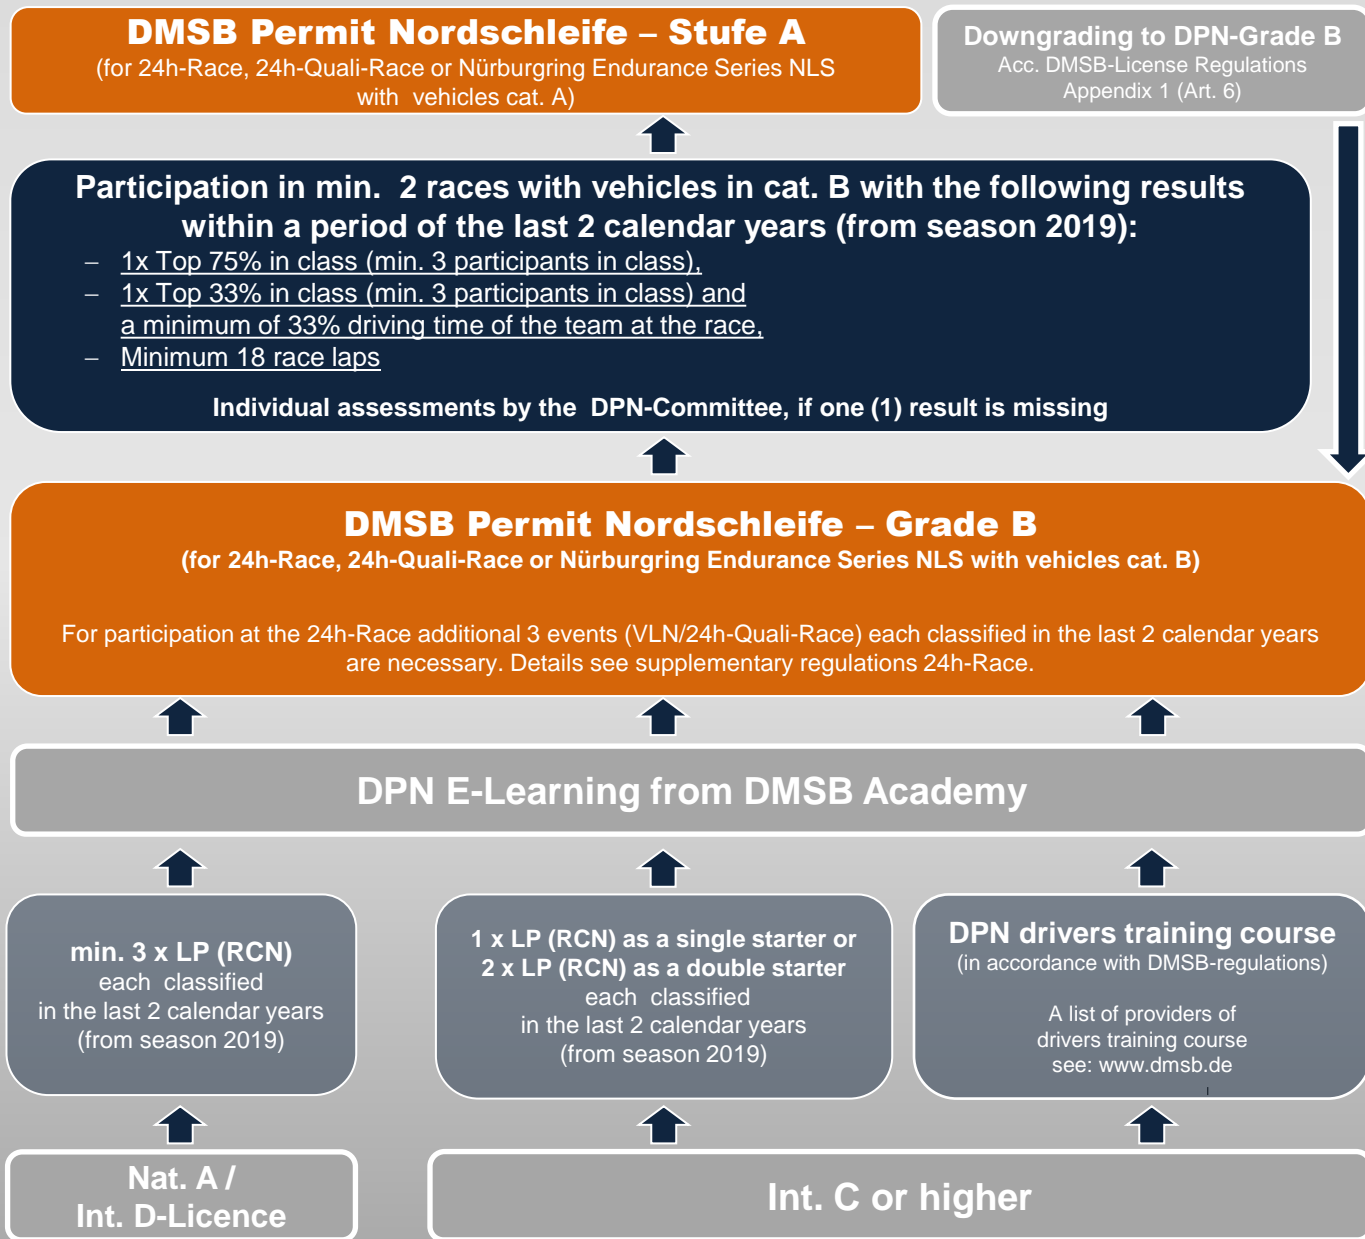 DMSB Permit Nordschleife – Stufe A
(for 24h-Race, 24h-Quali-Race or Nürburgring Endurance Series NLS
with vehicles cat. A)
Downgrading to DPN-Grade B
Acc. DMSB-License Regulations
Appendix 1 (Art. 6)
Participation in min. 2 races with vehicles in cat. B with the following results
within a period of the last 2 calendar years (from season 2019):
– 1x Top 75% in class (min. 3 participants in class),
– 1x Top 33% in class (min. 3 participants in class) and
a minimum of 33% driving time of the team at the race,
– Minimum 18 race laps
Individual assessments by the DPN-Committee, if one (1) result is missing
DMSB Permit Nordschleife – Grade B
(for 24h-Race, 24h-Quali-Race or Nürburgring Endurance Series NLS with vehicles cat. B)
For participation at the 24h-Race additional 3 events (VLN/24h-Quali-Race) each classified in the last 2 calendar years
are necessary. Details see supplementary regulations 24h-Race.
DPN E-Learning from DMSB Academy
min. 3 x LP (RCN)
each classified
in the last 2 calendar years
(from season 2019)
1 x LP (RCN) as a single starter or
2 x LP (RCN) as a double starter
each classified
in the last 2 calendar years
(from season 2019)
DPN drivers training course
(in accordance with DMSB-regulations)
A list of providers of
drivers training course
see: www.dmsb.de
Nat. A /
Int. D-Licence
Int. C or higher